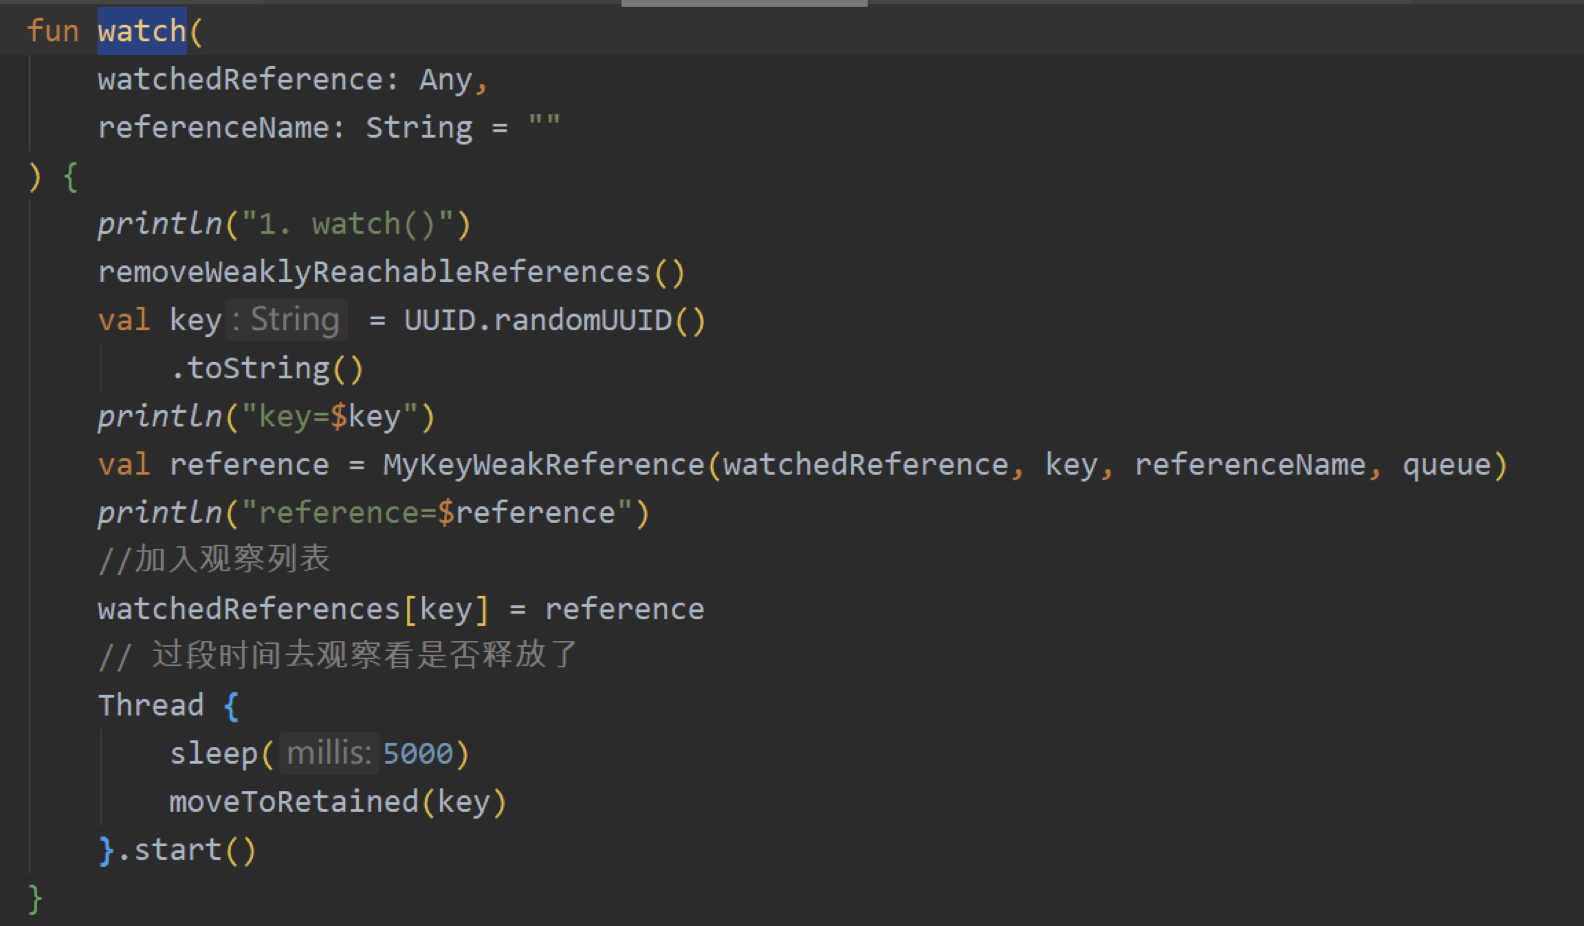 fun watch(
watchedReference: Any,
referenceName: String = ""
) {
println("1. watch()")
removeWeaklyReachableReferences()
val key : String = UUID.randomUUID()
.toString()
println("key=$key")
val reference = MyKeyWeakReference(watchedReference, key, referenceName, queue)
println("reference=$reference")
//加入观察列表
watchedReferences[key] = reference
// 过段时间去观察看是否释放了
Thread {
sleep( millis: 5000)
moveToRetained(key)
}.start()
}